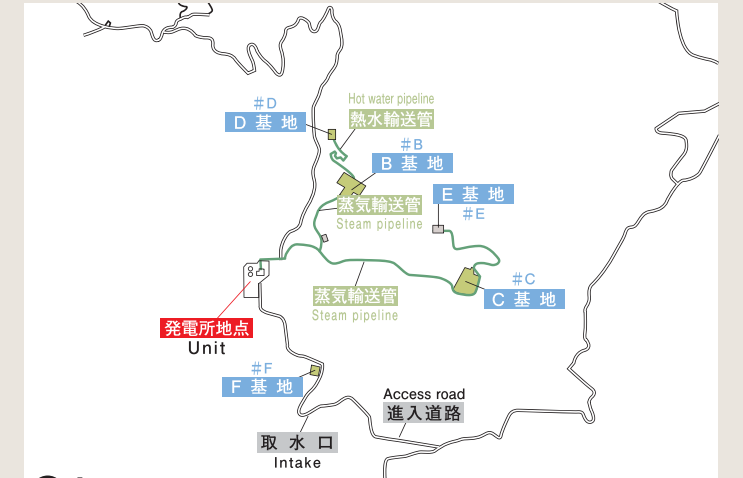 Hot water pipeline
熱水輸送管
#D
D 基 地
#B
B 基 地
E 基 地
#E
蒸気輸送管
Steam pipeline
#C
C 基 地
蒸気輸送管
Steam pipeline
発電所地点
Unit
#F
F 基 地
Access road
進入道路
取 水 口
Intake